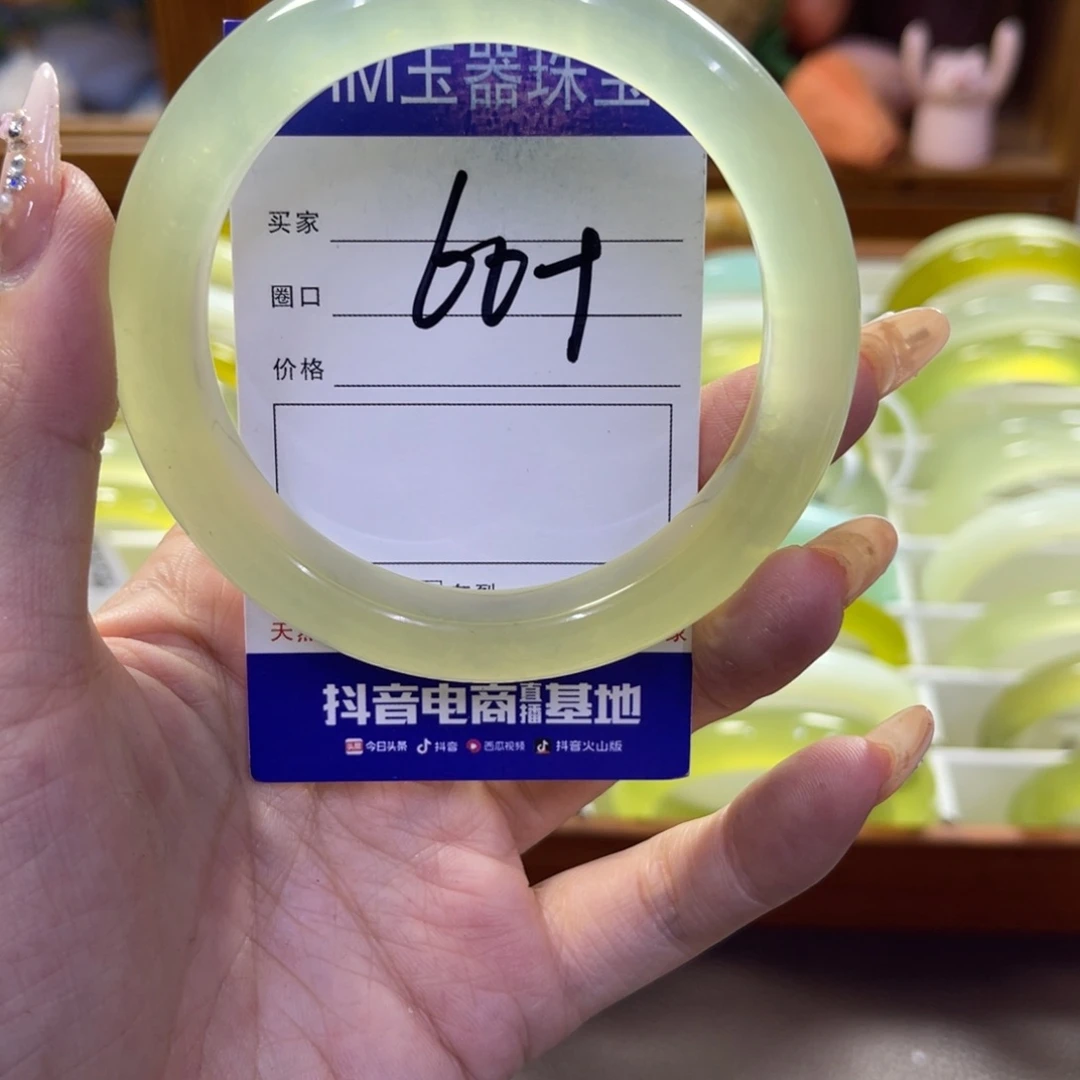 玉器珠宝
买家
圈口
60+
价格
抖音电商直播基地
今日头条 抖音 西瓜视频 抖音火山版